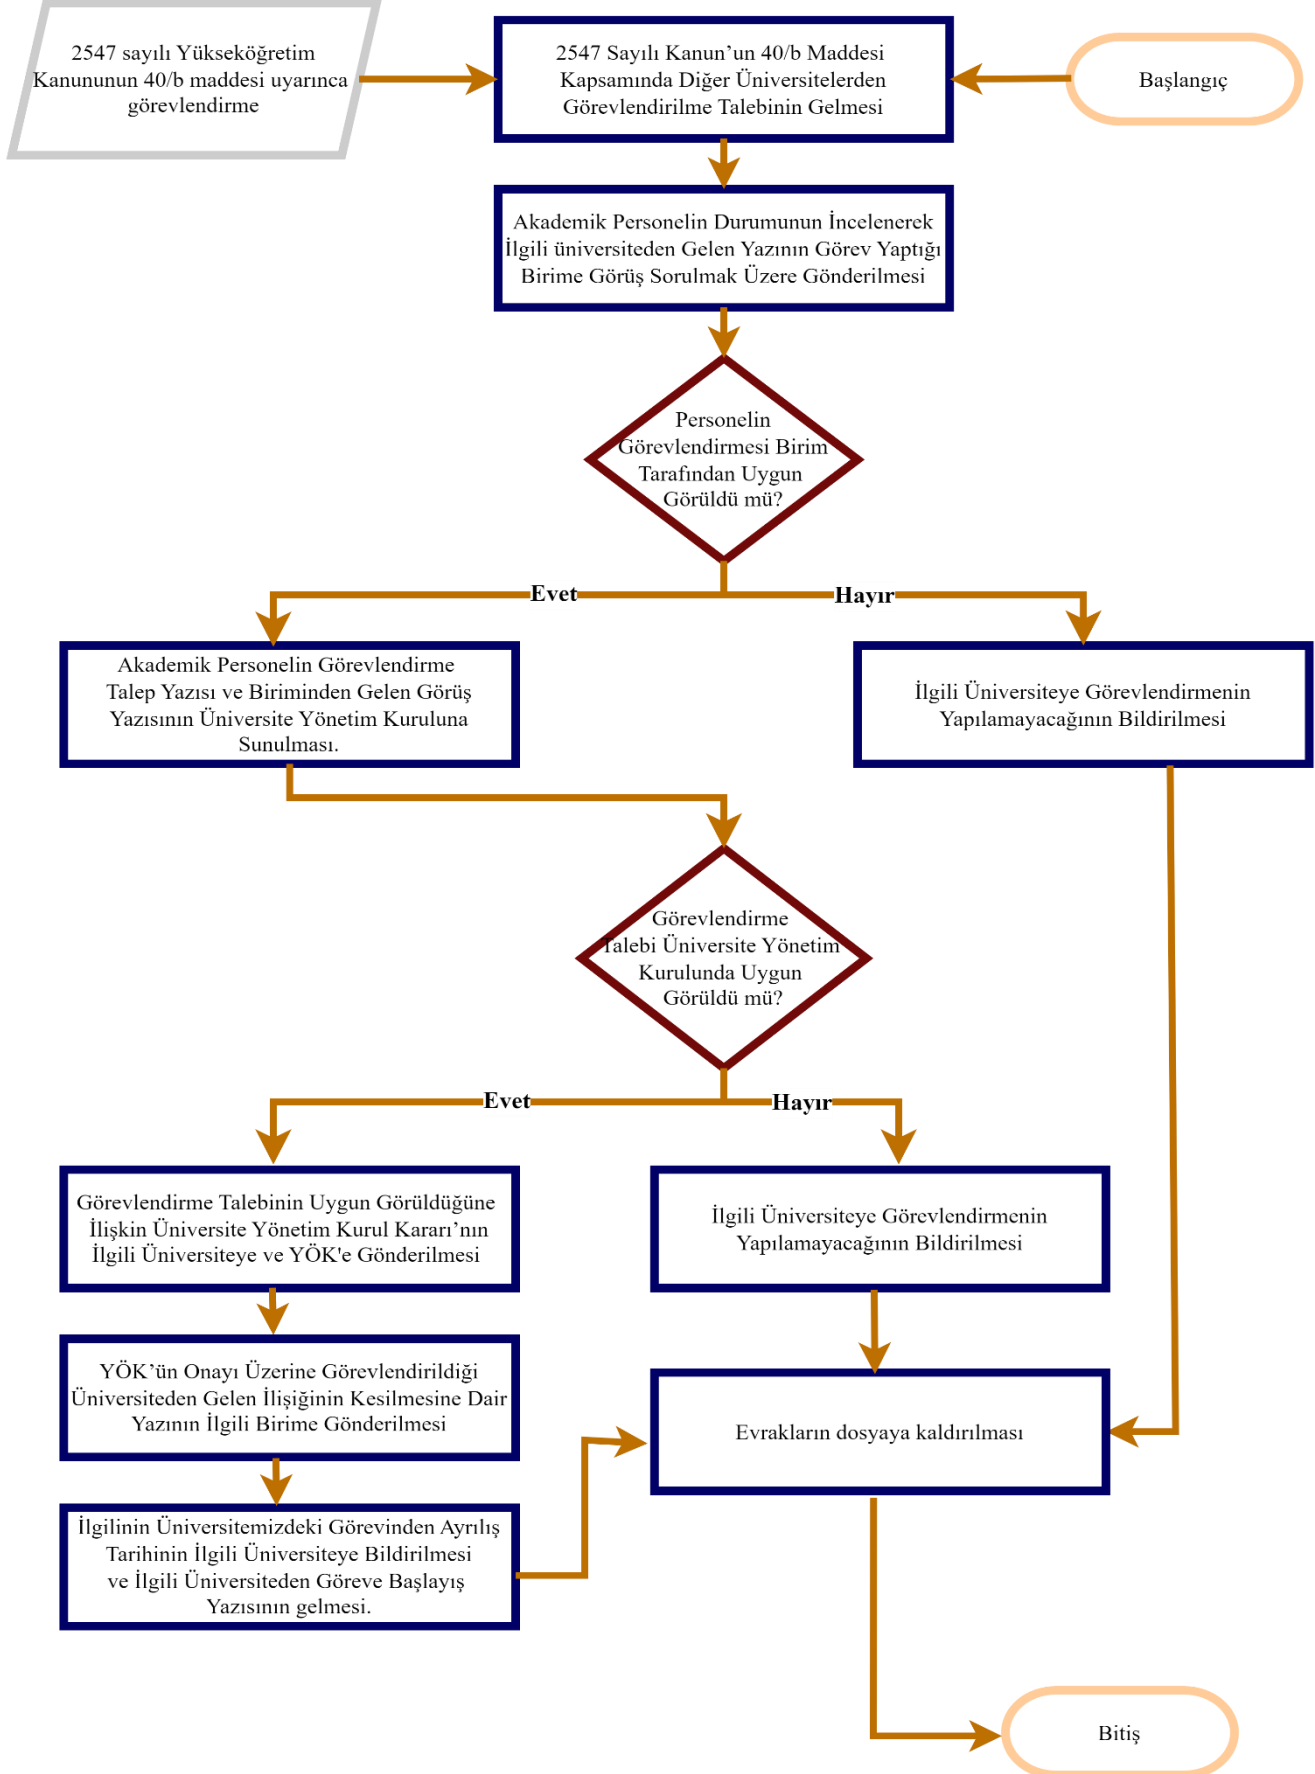 2547 sayılı Yükseköğretim
Kanununun 40/b maddesi uyarınca
görevlendirme
2547 Sayılı Kanun’un 40/b Maddesi
Kapsamında Diğer Üniversitelerden
Görevlendirilme Talebinin Gelmesi
Başlangıç
Akademik Personelin Durumunun İncelenerek
İlgili üniversiteden Gelen Yazının Görev Yaptığı
Birime Görüş Sorulmak Üzere Gönderilmesi
Personelin
Görevlendirmesi Birim
Tarafından Uygun
Görüldü mü?
Evet
Hayır
Akademik Personelin Görevlendirme
Talep Yazısı ve Biriminden Gelen Görüş
Yazısının Üniversite Yönetim Kuruluna
Sunulması.
İlgili Üniversiteye Görevlendirmenin
Yapılamayacağının Bildirilmesi
Görevlendirme
Talebi Üniversite Yönetim
Kurulunda Uygun
Görüldü mü?
Evet
Hayır
Görevlendirme Talebinin Uygun Görüldüğüne
İlişkin Üniversite Yönetim Kurul Kararı’nın
İlgili Üniversiteye ve YÖK'e Gönderilmesi
İlgili Üniversiteye Görevlendirmenin
Yapılamayacağının Bildirilmesi
YÖK’ün Onayı Üzerine Görevlendirildiği
Üniversiteden Gelen İlişiğinin Kesilmesine Dair
Yazının İlgili Birime Gönderilmesi
Evrakların dosyaya kaldırılması
İlgilinin Üniversitemizdeki Görevinden Ayrılış
Tarihinin İlgili Üniversiteye Bildirilmesi
ve İlgili Üniversiteden Göreve Başlayış
Yazısının gelmesi.
Bitiş